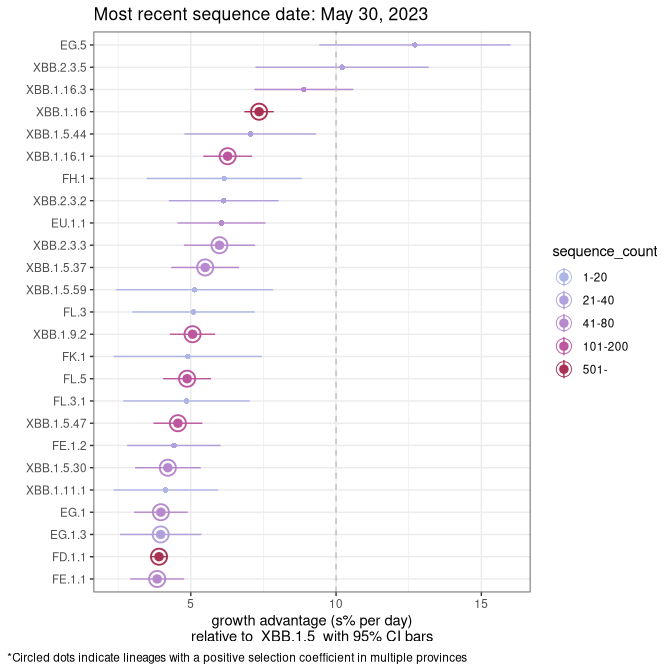 Most recent sequence date: May 30, 2023
EG.5
XBB.2.3.5
XBB.1.16.3
XBB.1.16
XBB.1.5.44
XBB.1.16.1
FH.1
XBB.2.3.2
EU.1.1
XBB.2.3.3
XBB.1.5.37
XBB.1.5.59
FL.3
XBB.1.9.2
FK.1
FL.5
FL.3.1
XBB.1.5.47
FE.1.2
XBB.1.5.30
XBB.1.11.1
EG.1
EG.1.3
FD.1.1
FE.1.1
5 10 15
growth advantage (s% per day)
relative to XBB.1.5 with 95% CI bars
sequence_count
1-20
21-40
41-80
101-200
501-
*Circled dots indicate lineages with a positive selection coefficient in multiple provinces